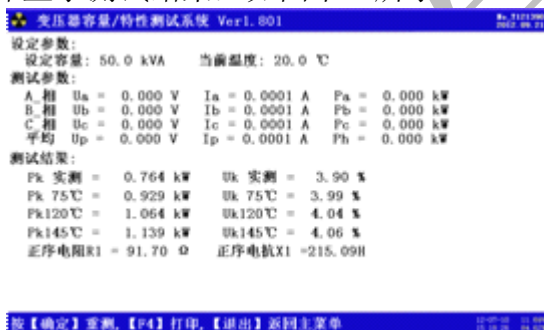 变压器容量/特性测试系统 Ver1.801
设定参数:
设定容量: 50.0 kVA 当前温度: 20.0 ℃
测试参数:
A_相 Ua = 0.000 V Ia = 0.0001 A Pa = 0.000 kW
B_相 Ub = 0.000 V Ib = 0.0001 A Pb = 0.000 kW
C_相 Uc = 0.000 V Ic = 0.0001 A Pc = 0.000 kW
平均 Up = 0.000 V Ip = 0.0001 A Ph = 0.000 kW
测试结果:
Pk 实测 = 0.764 kW Uk 实测 = 3.90 %
Pk 75℃ = 0.929 kW Uk 75℃ = 3.99 %
Pk120℃ = 1.064 kW Uk120℃ = 4.04 %
Pk145℃ = 1.139 kW Uk145℃ = 4.06 %
正序电阻R1 = 91.70 Ω 正序电抗X1 =215.09H
按【确定】重测,【F4】打印,【退出】返回主菜单